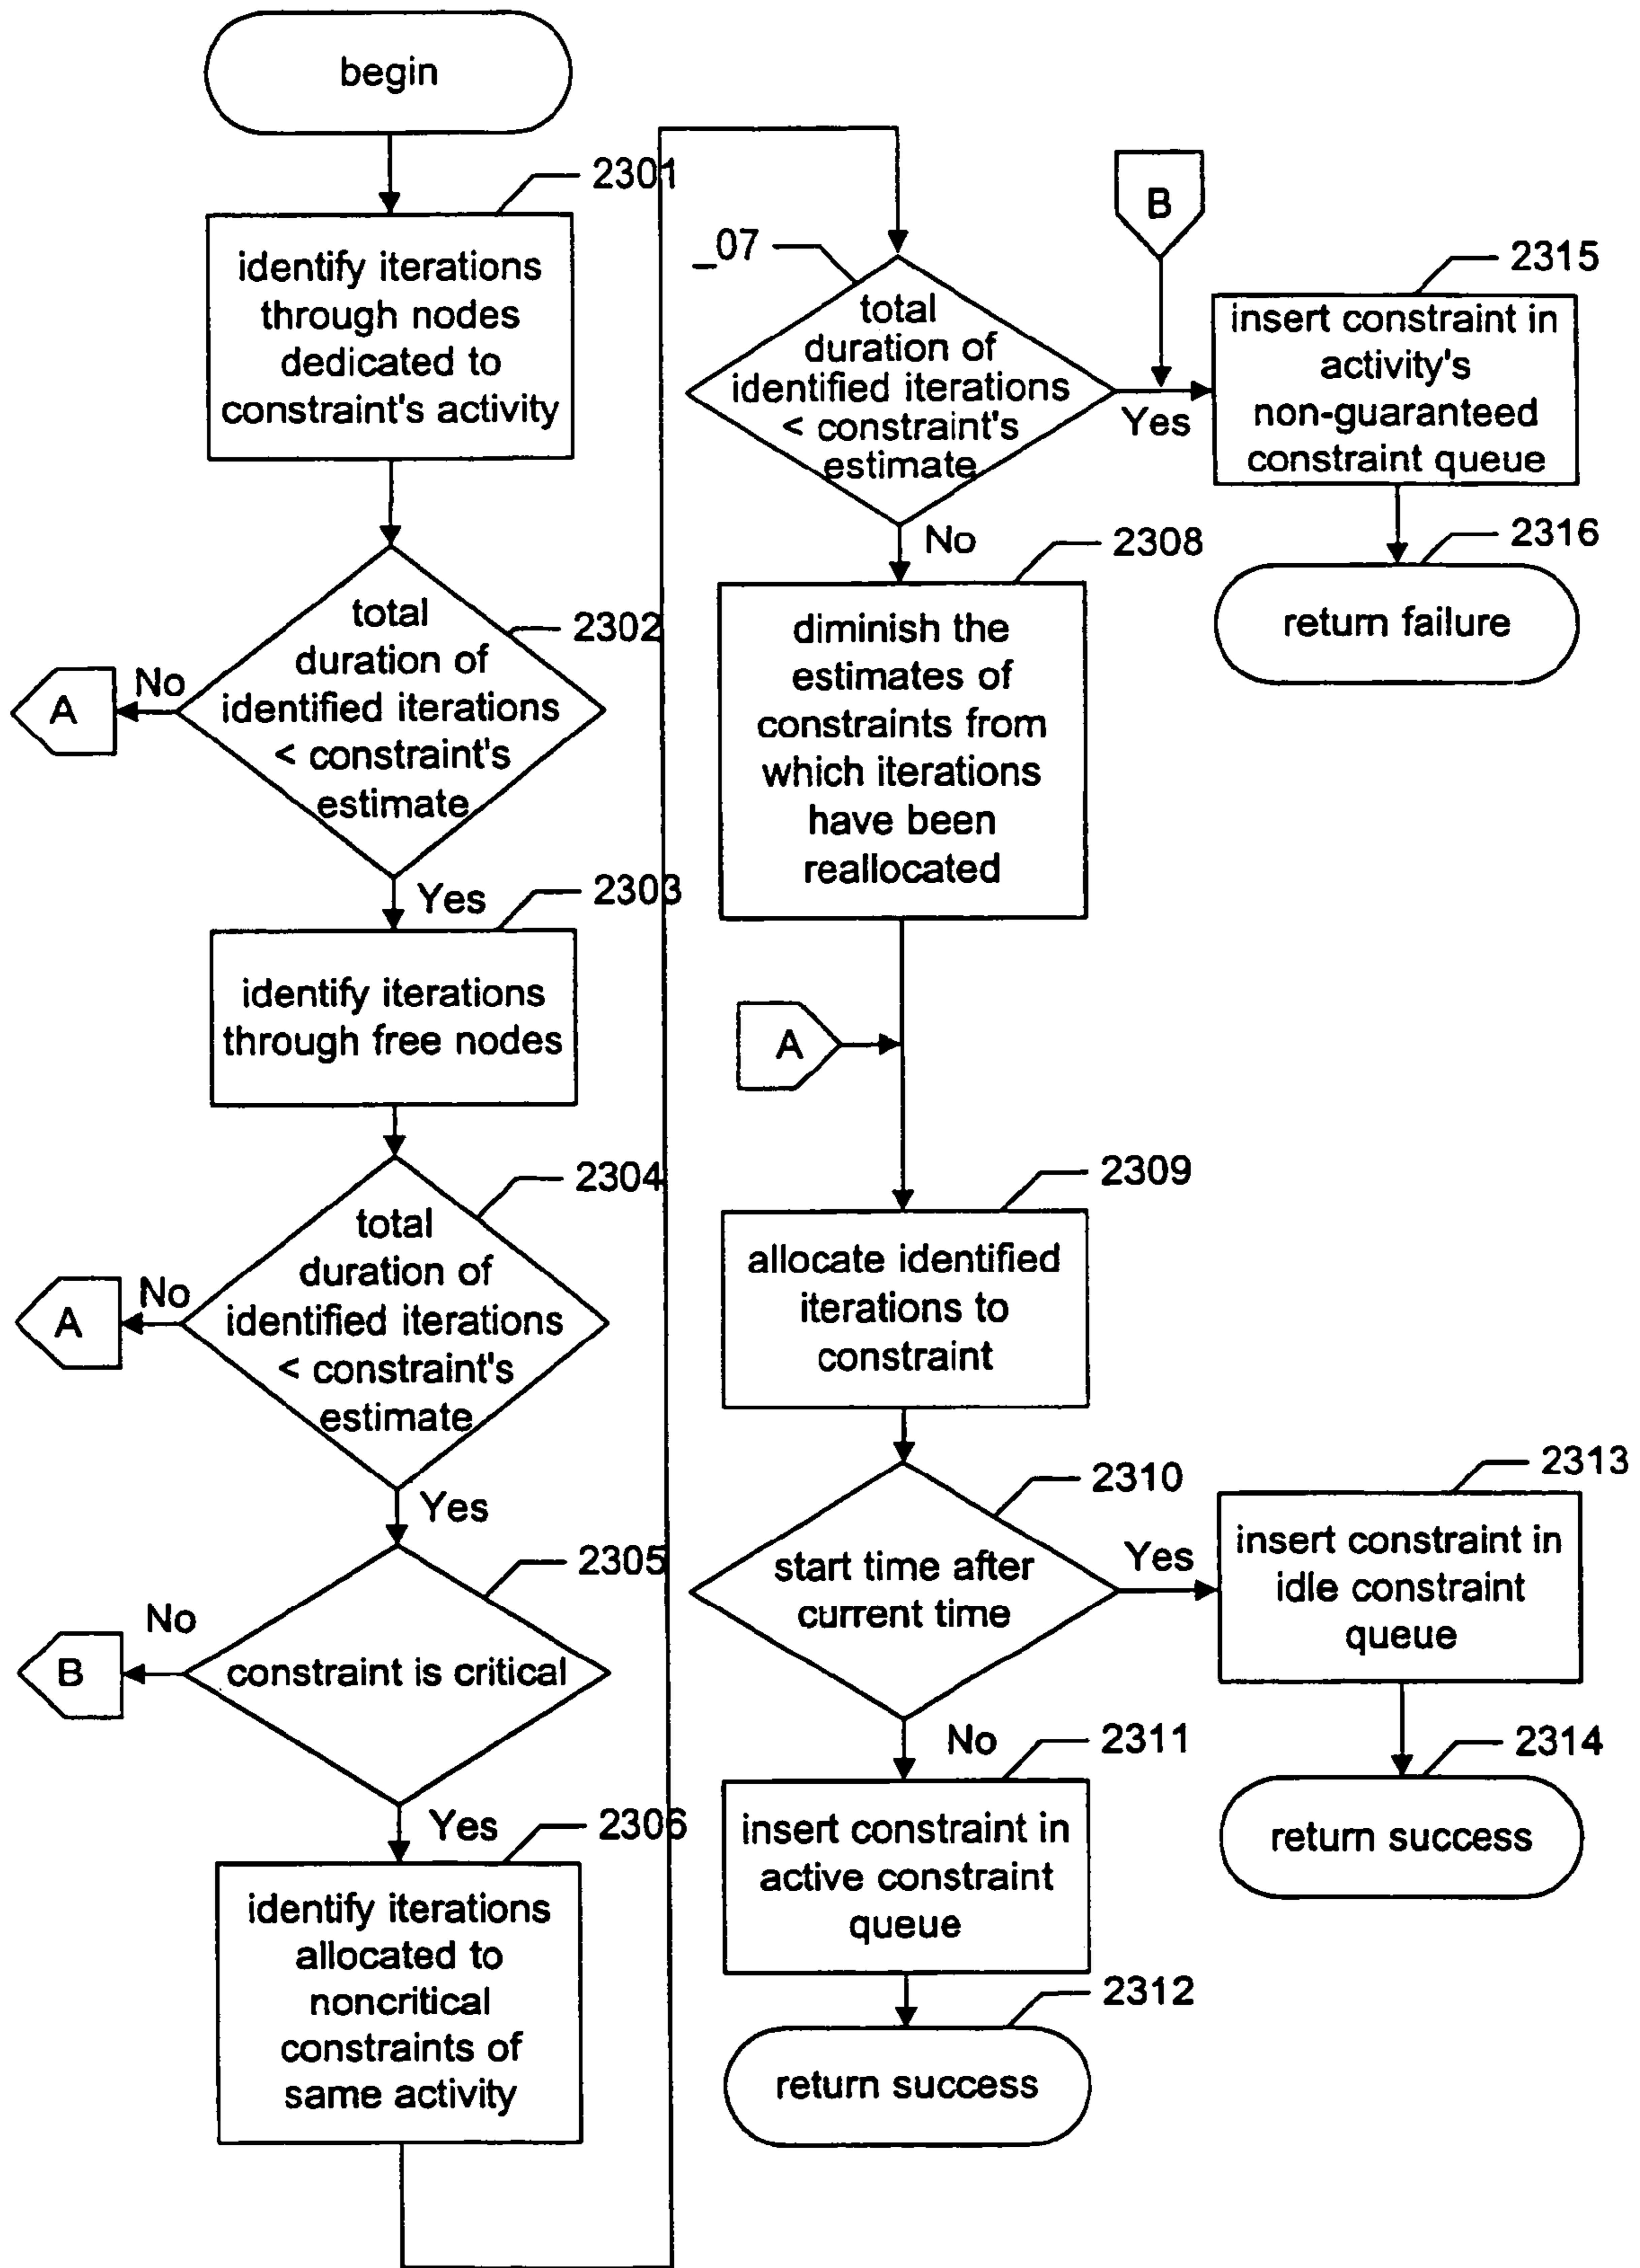 begin
2301
identify iterations
through nodes
dedicated to
constraint's activity
2302
total
duration of
identified iterations
< constraint's
estimate
No
A
Yes
2303
identify iterations
through free nodes
2304
total
duration of
identified iterations
< constraint's
estimate
No
A
Yes
2305
constraint is critical
No
B
Yes
2306
identify iterations
allocated to
noncritical
constraints of
same activity
_07
total
duration of
identified iterations
< constraint's
estimate
B
Yes
2315
insert constraint in
activity's
non-guaranteed
constraint queue
2316
return failure
No
2308
diminish the
estimates of
constraints from
which iterations
have been
reallocated
A
2309
allocate identified
iterations to
constraint
2310
start time after
current time
Yes
2313
insert constraint in
idle constraint
queue
2314
return success
No
2311
insert constraint in
active constraint
queue
2312
return success